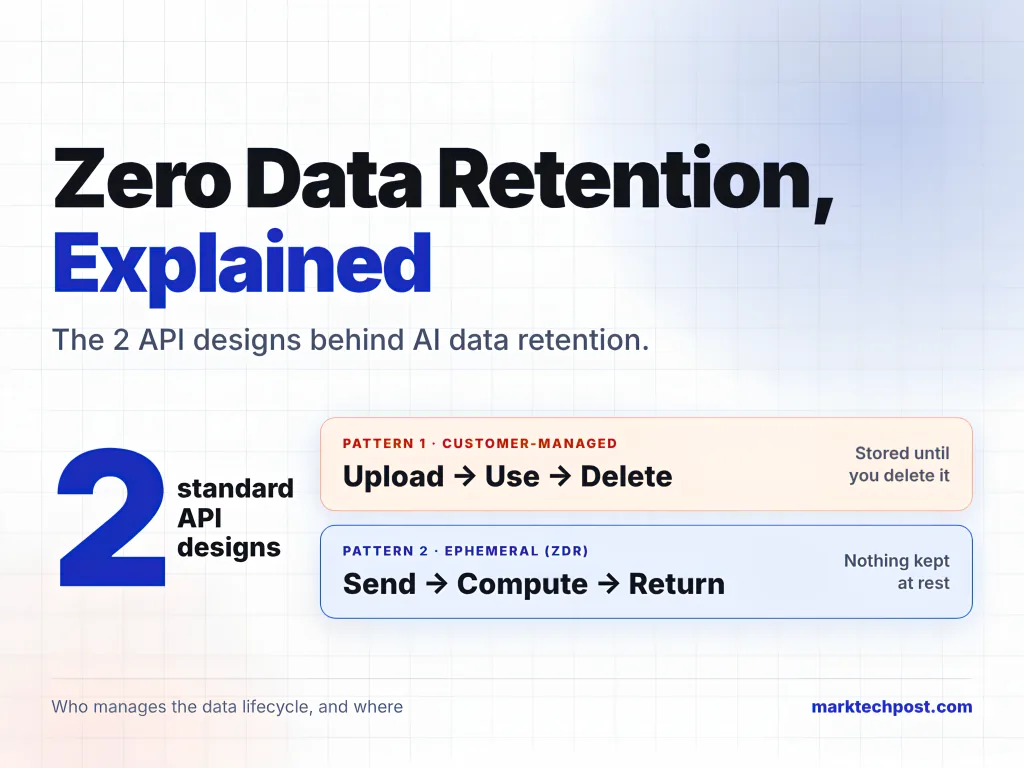 Zero Data Retention,
Explained
The 2 API designs behind AI data retention.
2
standard
API
designs
PATTERN 1 · CUSTOMER-MANAGED
Upload → Use → Delete
Stored until
you delete it
PATTERN 2 · EPHEMERAL (ZDR)
Send → Compute → Return
Nothing kept
at rest
Who manages the data lifecycle, and where
marktechpost.com